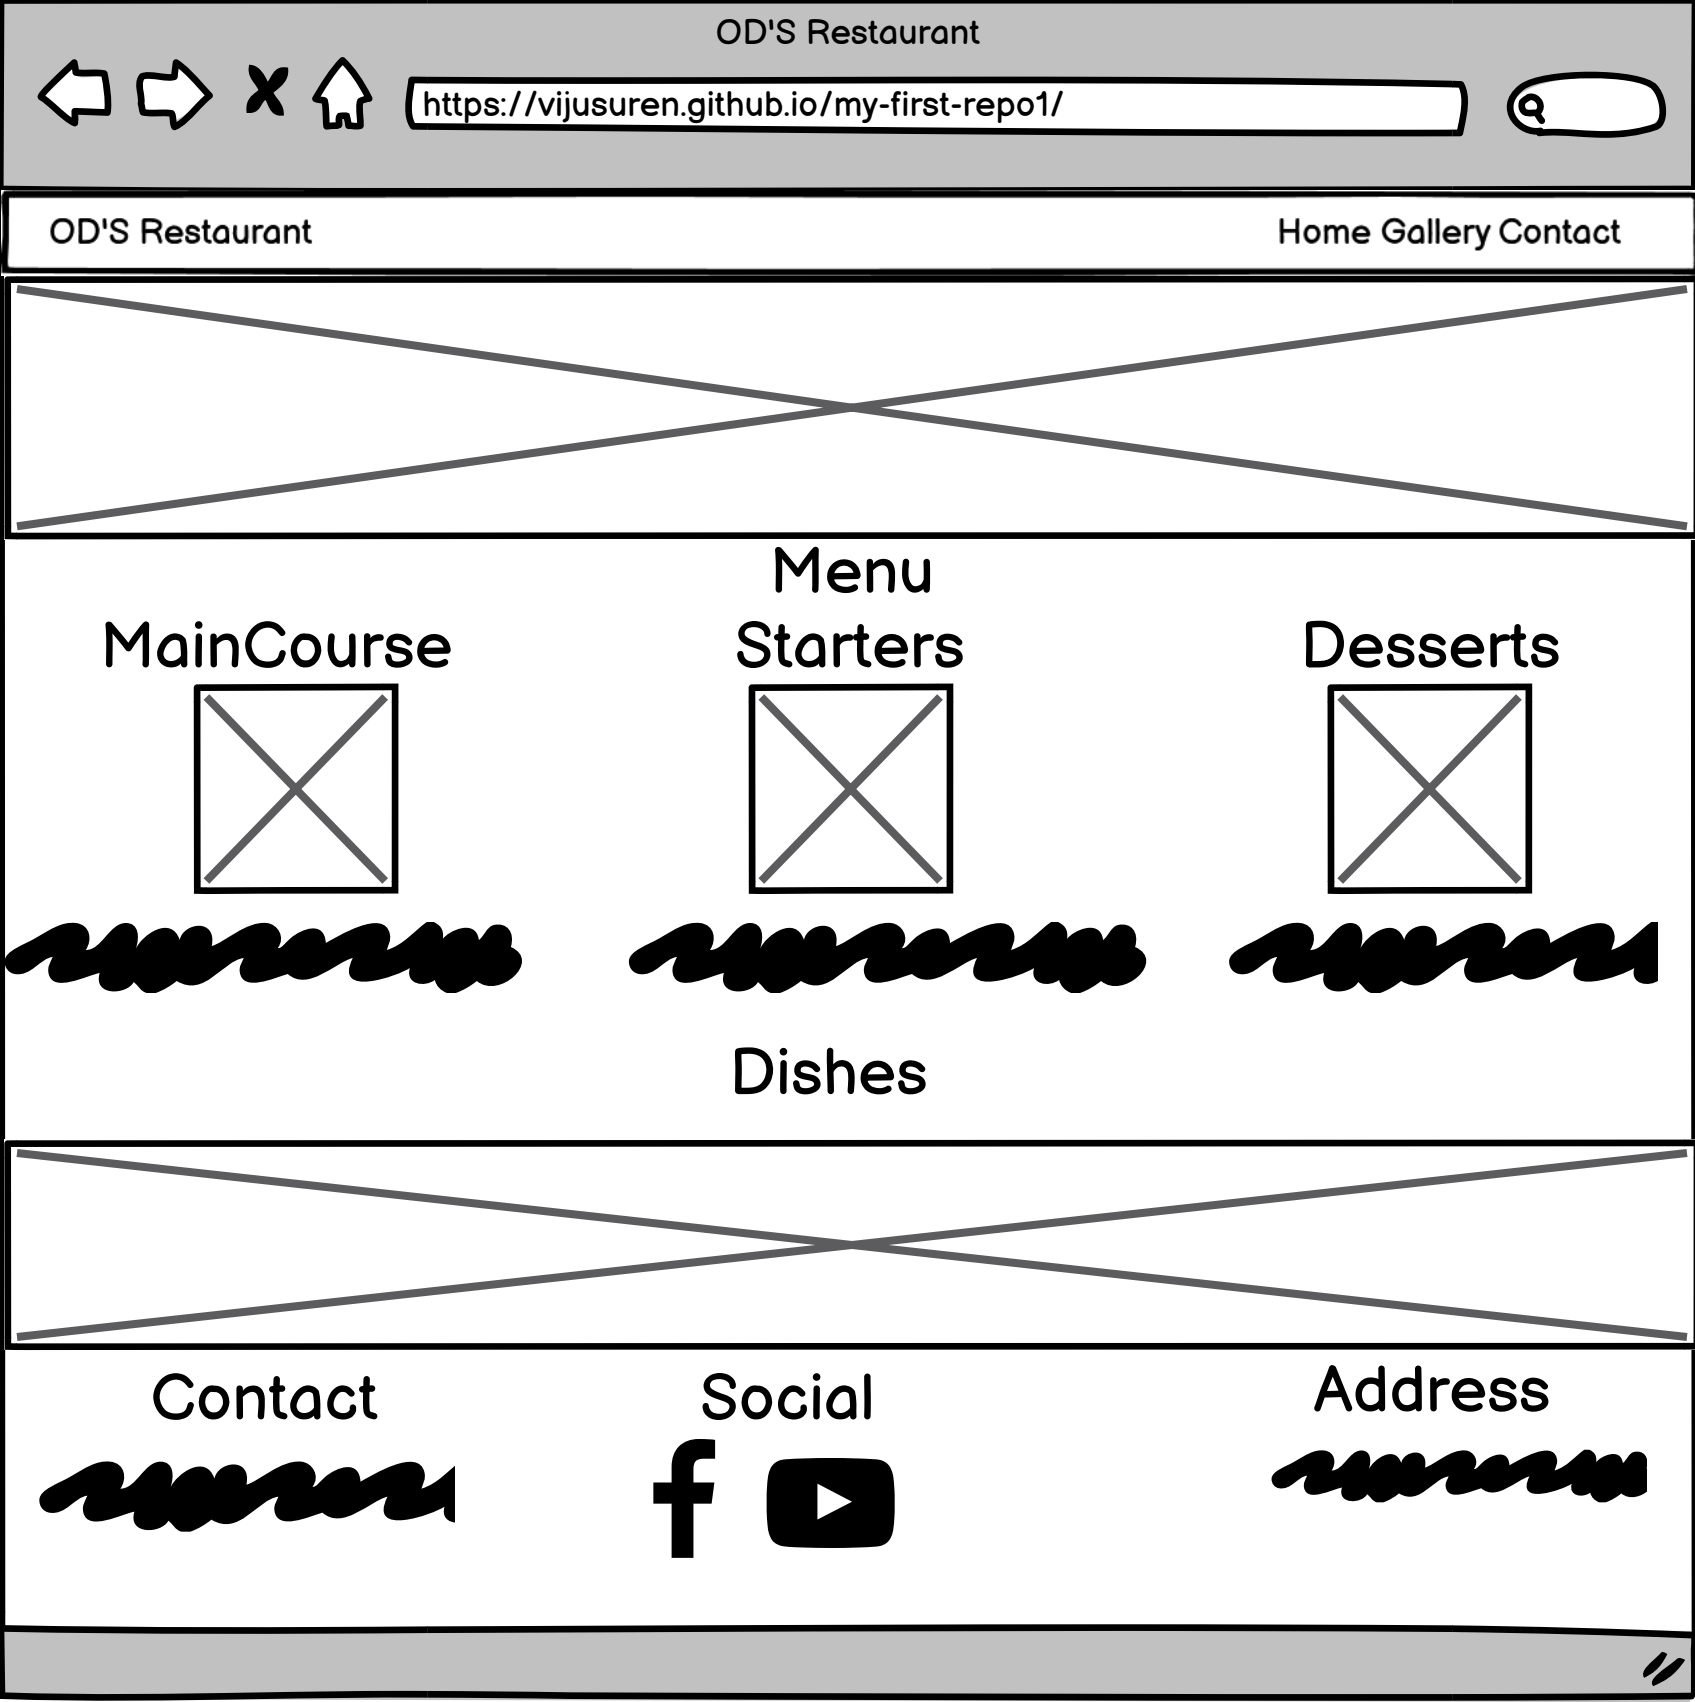 OD'S Restaurant
https://vijusuren.github.io/my-first-repo1/
OD'S Restaurant
Home Gallery Contact
Menu
MainCourse
Starters
Desserts
Dishes
Contact
Social
Address